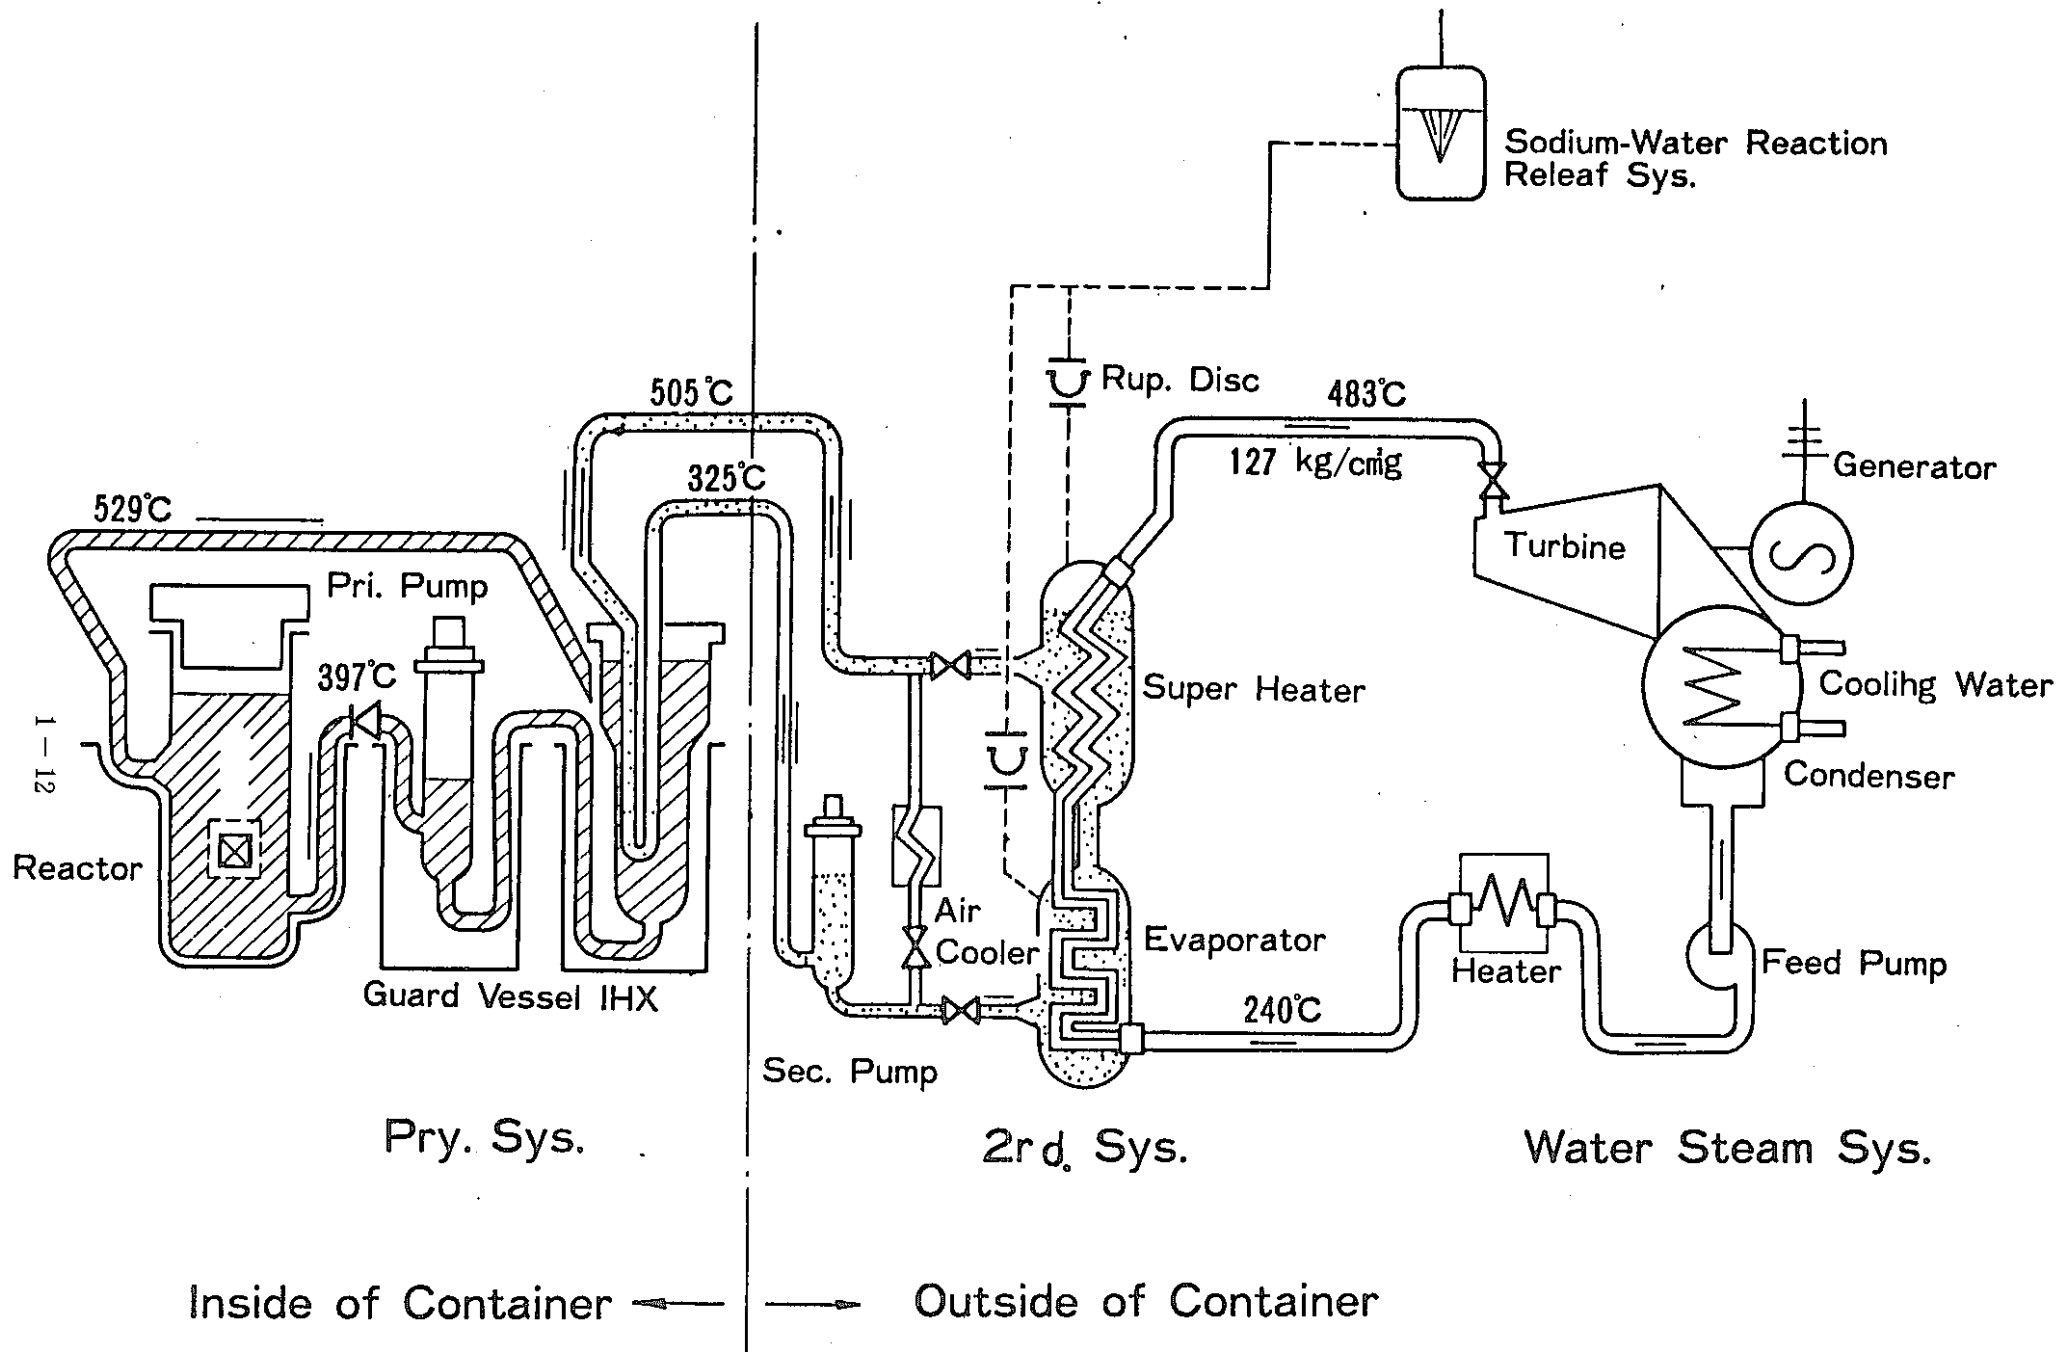 Sodium-Water Reaction
Releaf Sys.
Rup. Disc
505°C
483°C
127 kg/cm²g
325°C
Generator
529°C
Turbine
Pri. Pump
397°C
Super Heater
Coolihg Water
1-12
Condenser
Reactor
Air
Cooler
Evaporator
Heater
Feed Pump
Guard Vessel IHX
240°C
Sec. Pump
Pry. Sys.
2rd. Sys.
Water Steam Sys.
Inside of Container
Outside of Container